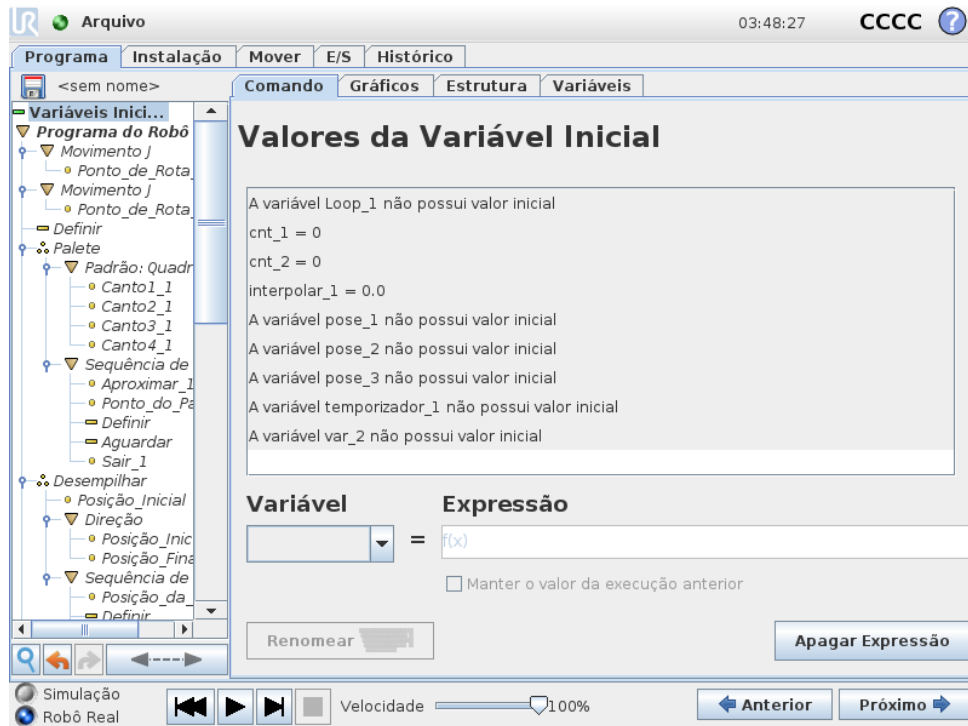 UR Arquivo 03:48:27 CCCC ?
Programa Instalação Mover E/S Histórico
<sem nome>
Comando Gráficos Estrutura Variáveis
Variáveis Inici...
Programa do Robô
Movimento J
Ponto_de_Rota_
Movimento J
Ponto_de_Rota_
Definir
Palete
Padrão: Quadr
Canto1_1
Canto2_1
Canto3_1
Canto4_1
Sequência de
Aproximar_1
Ponto_do_Pa
Definir
Aguardar
Sair_1
Desempilhar
Posição_Inicial
Direção
Posição_Inic
Posição_Fina
Sequência de
Posição_da_
Definir
Valores da Variável Inicial
A variável Loop_1 não possui valor inicial
cnt_1 = 0
cnt_2 = 0
interpolar_1 = 0.0
A variável pose_1 não possui valor inicial
A variável pose_2 não possui valor inicial
A variável pose_3 não possui valor inicial
A variável temporizador_1 não possui valor inicial
A variável var_2 não possui valor inicial
Variável Expressão
= f(x)
Manter o valor da execução anterior
Renomear
Apagar Expressão
Simulação
Robô Real
Velocidade 100%
Anterior Próximo